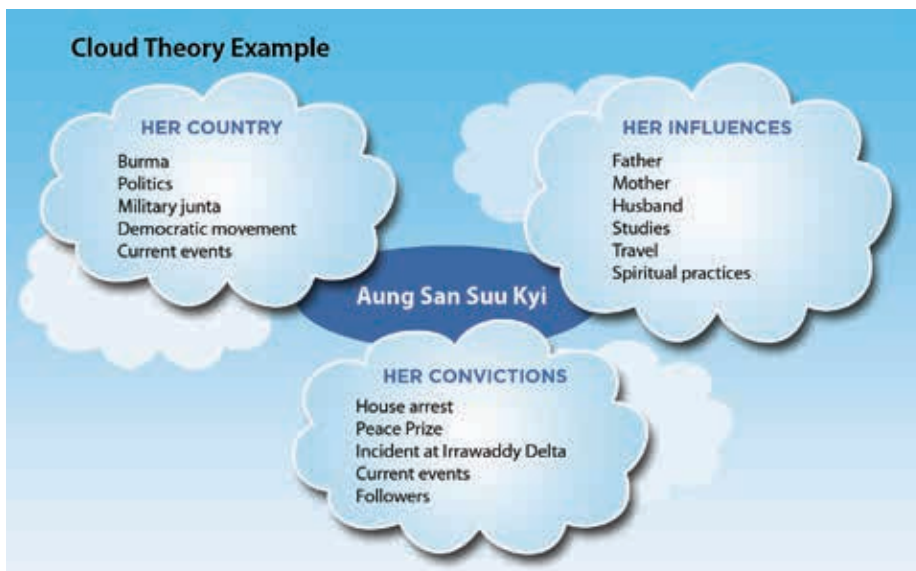 Cloud Theory Example
HER COUNTRY
Burma
Politics
Military junta
Democratic movement
Current events
HER INFLUENCES
Father
Mother
Husband
Studies
Travel
Spiritual practices
Aung San Suu Kyi
HER CONVICTIONS
House arrest
Peace Prize
Incident at Irrawaddy Delta
Current events
Followers